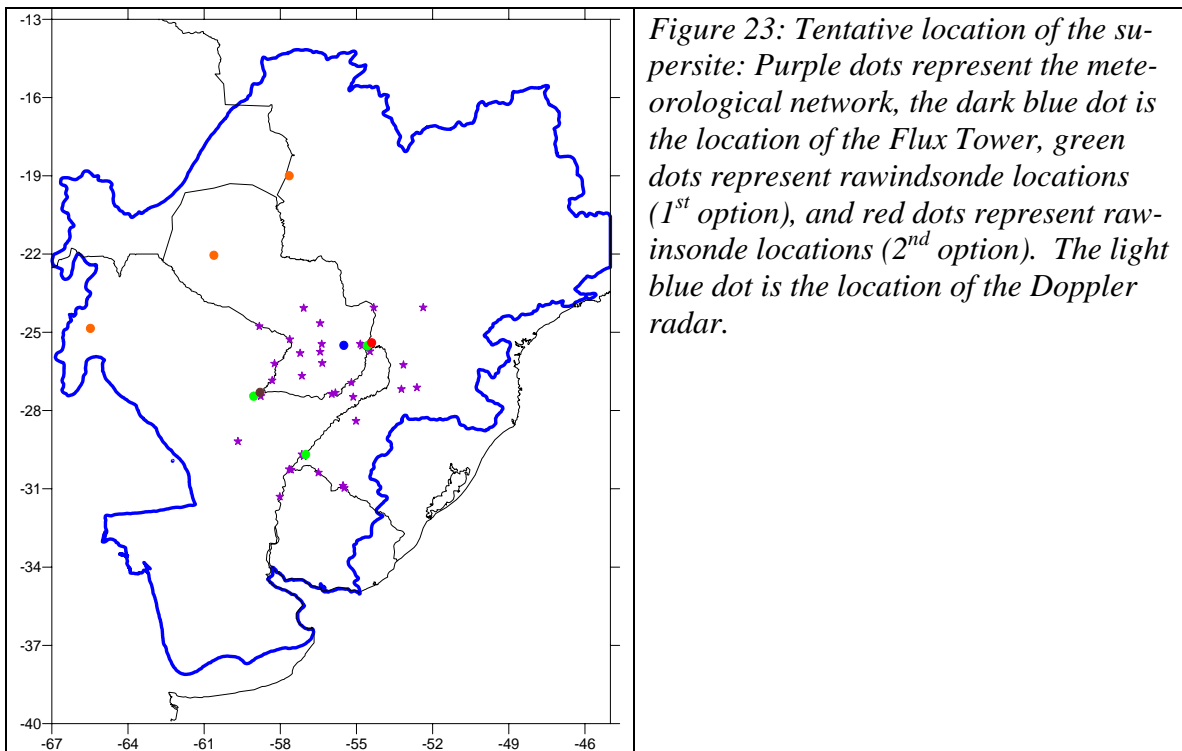 -13
-16
-19
-22
-25
-28
-31
-34
-37
-40
-67 -64 -61 -58 -55 -52 -49 -46
Figure 23: Tentative location of the su-
persite: Purple dots represent the mete-
orological network, the dark blue dot is
the location of the Flux Tower, green
dots represent rawindsonde locations
(1st option), and red dots represent raw-
insonde locations (2nd option). The light
blue dot is the location of the Doppler
radar.